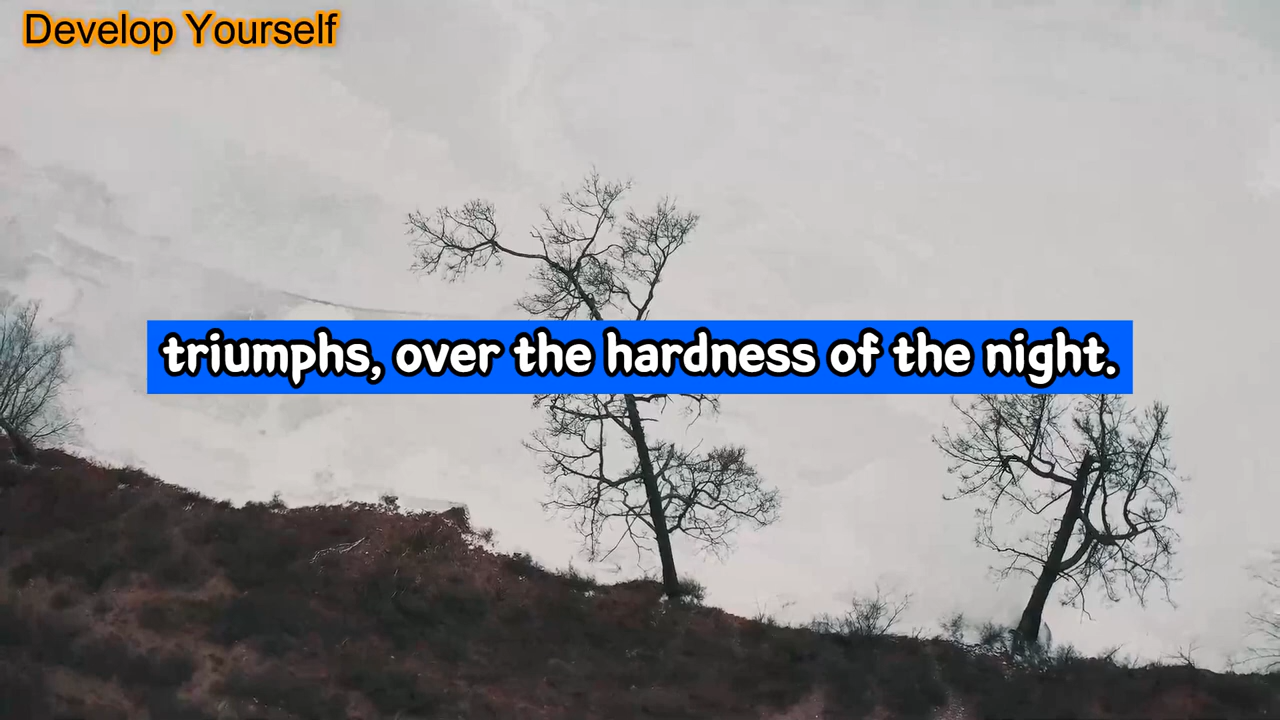 Develop Yourself
triumphs, over the hardness of the night.